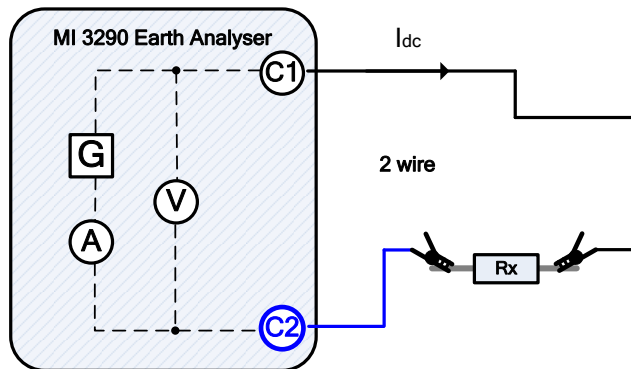 MI 3290 Earth Analyser
Idc
C1
G
2 wire
V
A
Rx
C2